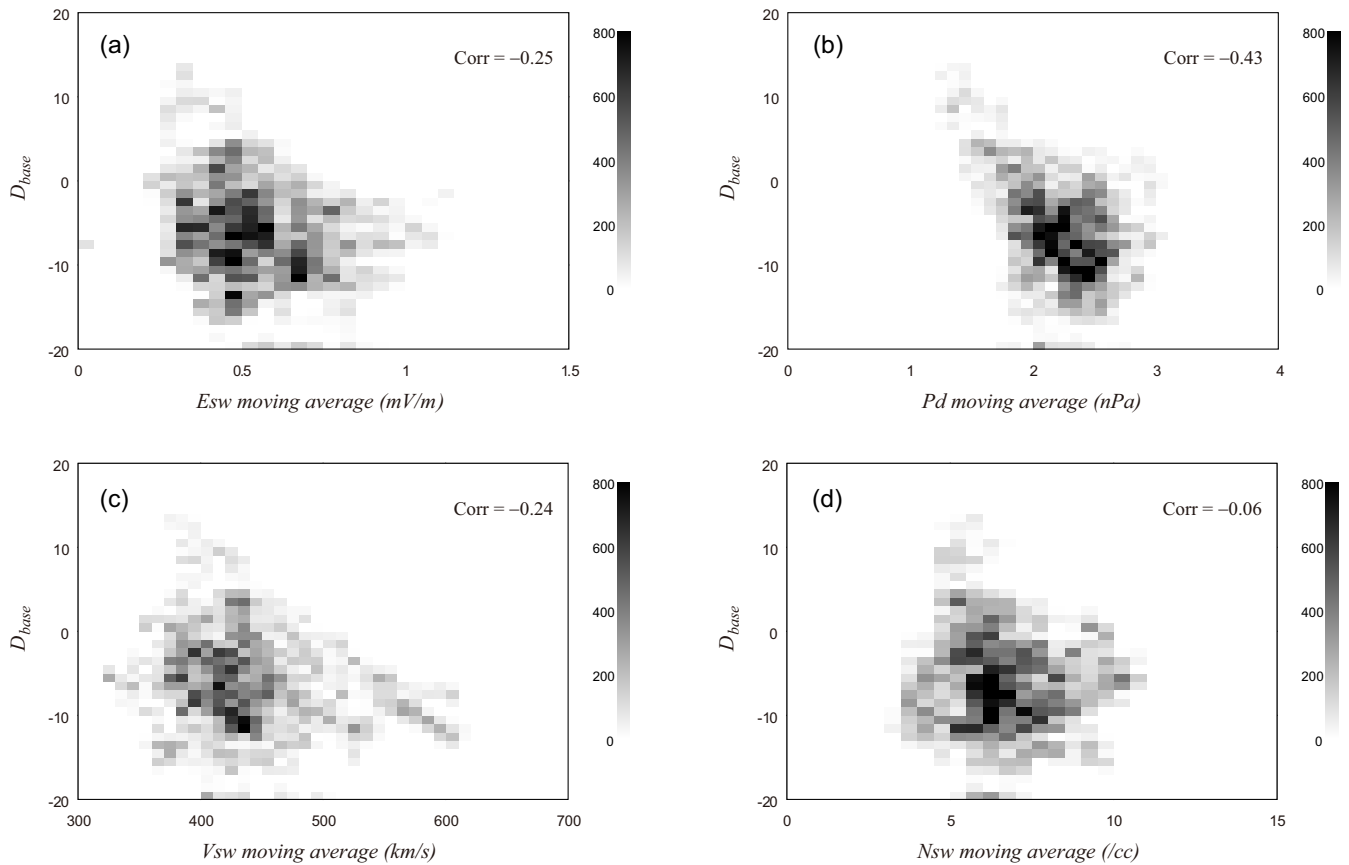 20
10
0
-10
-20
D_base
(a)
Corr = −0.25
800
600
400
200
0
0 0.5 1 1.5
Esw moving average (mV/m)
20
10
0
-10
-20
D_base
(b)
Corr = −0.43
800
600
400
200
0
0 1 2 3 4
Pd moving average (nPa)
20
10
0
-10
-20
D_base
(c)
Corr = −0.24
800
600
400
200
0
300 400 500 600 700
Vsw moving average (km/s)
20
10
0
-10
-20
D_base
(d)
Corr = −0.06
800
600
400
200
0
0 5 10 15
Nsw moving average (/cc)